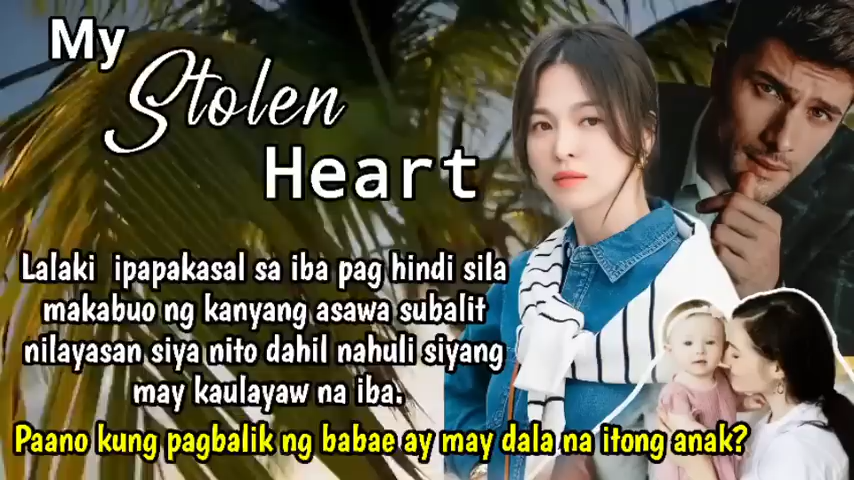 My
Stolen
Heart
Lalaki ipapakasal sa iba pag hindi sila
makabuo ng kanyang asawa subalit
nilayasan siya nito dahil nahuli siyang
may kaulayaw na iba.
Paano kung pagbalik ng babae ay may dala na itong anak?